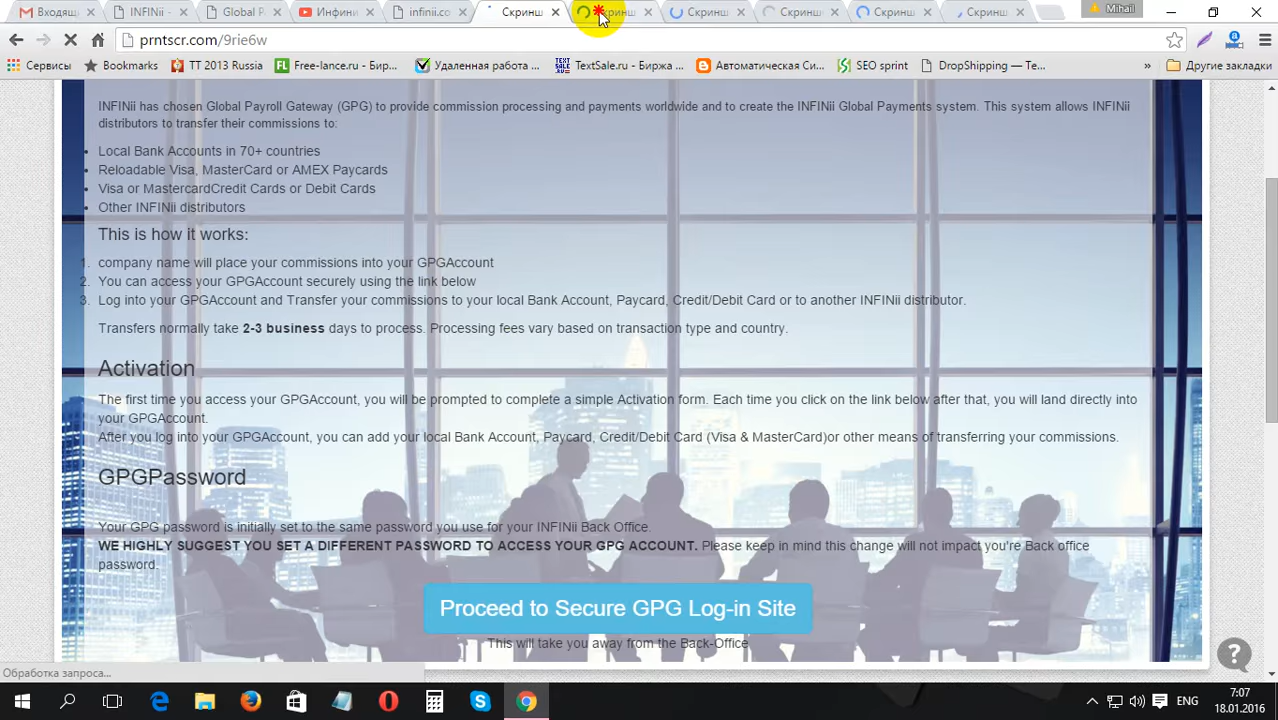 Входящ
INFINii -
Global P
Инфини
infinii.co
Скринш
Скринш
Скринш
Скринш
Скринш
Скринш
Mihail
prntscr.com/9rie6w
Сервисы
Bookmarks
TT 2013 Russia
Free-lance.ru - Бир...
Удаленная работа ...
TextSale.ru - Биржа ...
Автоматическая Си...
SEO sprint
DropShipping — Те...
»
Другие закладки
INFINii has chosen Global Payroll Gateway (GPG) to provide commission processing and payments worldwide and to create the INFINii Global Payments system. This system allows INFINii
distributors to transfer their commissions to:
Local Bank Accounts in 70+ countries
Reloadable Visa, MasterCard or AMEX Paycards
Visa or MastercardCredit Cards or Debit Cards
Other INFINii distributors
This is how it works:
1. company name will place your commissions into your GPGAccount
2. You can access your GPGAccount securely using the link below
3. Log into your GPGAccount and Transfer your commissions to your local Bank Account, Paycard, Credit/Debit Card or to another INFINii distributor.
Transfers normally take 2-3 business days to process. Processing fees vary based on transaction type and country.
Activation
The first time you access your GPGAccount, you will be prompted to complete a simple Activation form. Each time you click on the link below after that, you will land directly into
your GPGAccount.
After you log into your GPGAccount, you can add your local Bank Account, Paycard, Credit/Debit Card (Visa & MasterCard)or other means of transferring your commissions.
GPGPassword
Your GPG password is initially set to the same password you use for your INFINii Back Office.
WE HIGHLY SUGGEST YOU SET A DIFFERENT PASSWORD TO ACCESS YOUR GPG ACCOUNT. Please keep in mind this change will not impact you're Back office
password.
Proceed to Secure GPG Log-in Site
This will take you away from the Back-Office
Обработка запроса...
ENG
7:07
18.01.2016